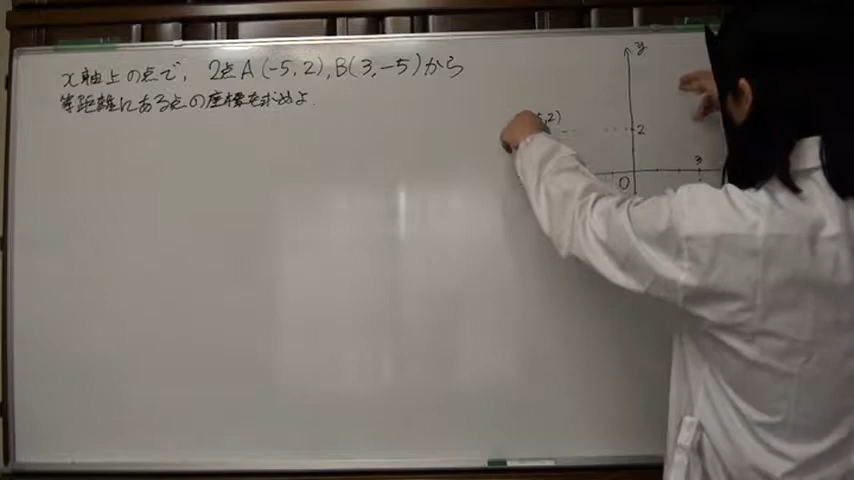 x軸上の点で, 2点A(-5,2), B(3,-5)から
等距離にある点の座標を求めよ.
y
,2)
2
3
O